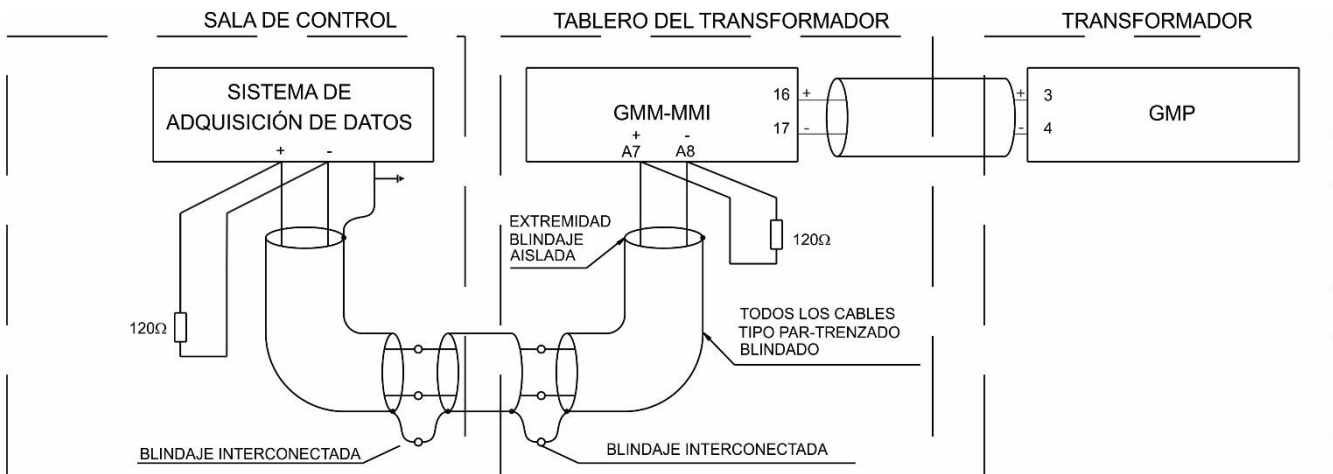 SALA DE CONTROL
TABLERO DEL TRANSFORMADOR
TRANSFORMADOR
SISTEMA DE
ADQUISICIÓN DE DATOS
+ -
GMM-MMI
+ -
A7 A8
16 +
17 -
+ 3
- 4
GMP
EXTREMIDAD
BLINDAJE
AISLADA
120Ω
120Ω
TODOS LOS CABLES
TIPO PAR-TRENZADO
BLINDADO
BLINDAJE INTERCONECTADA
BLINDAJE INTERCONECTADA